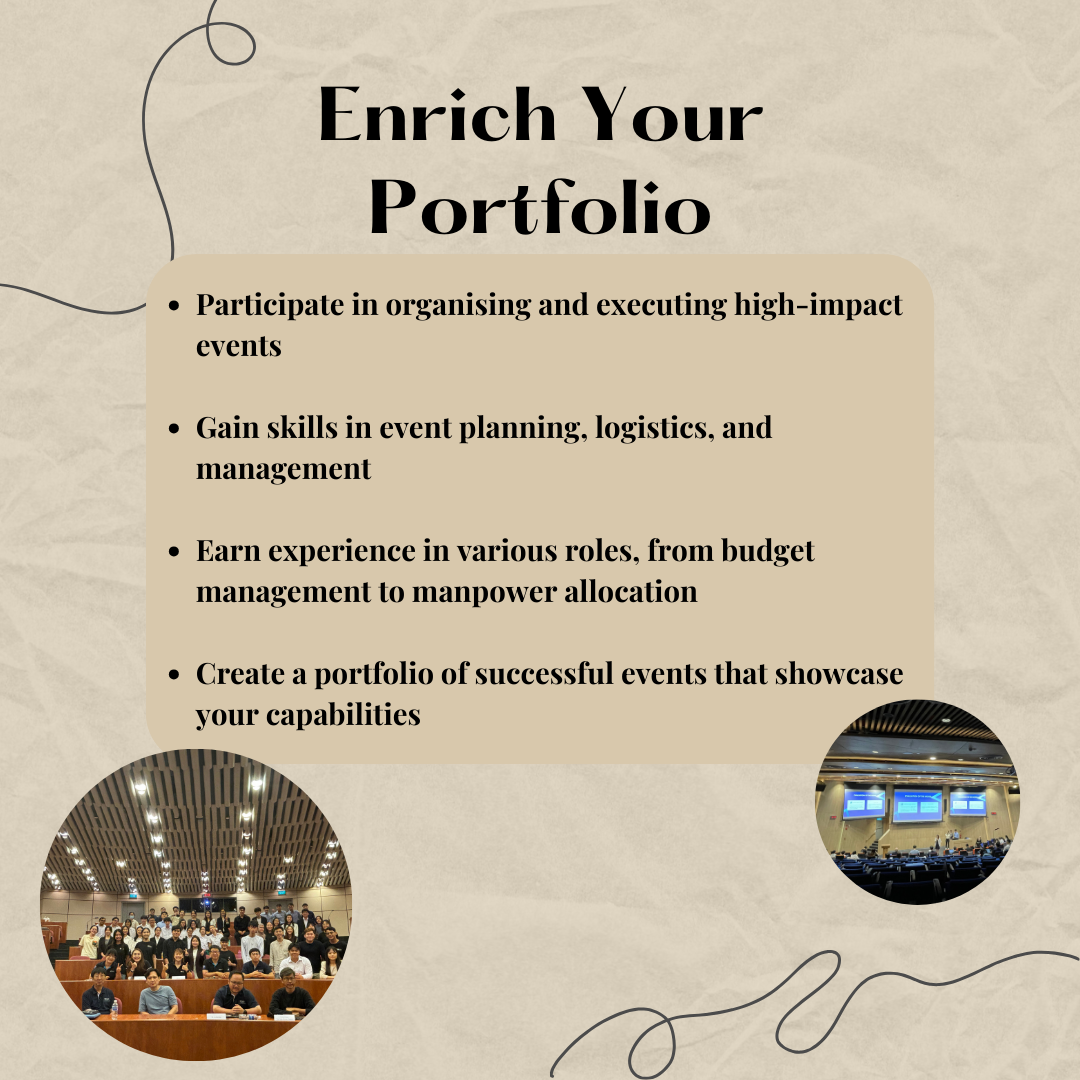 Enrich Your
Portfolio
• Participate in organising and executing high-impact
events
• Gain skills in event planning, logistics, and
management
• Earn experience in various roles, from budget
management to manpower allocation
• Create a portfolio of successful events that showcase
your capabilities